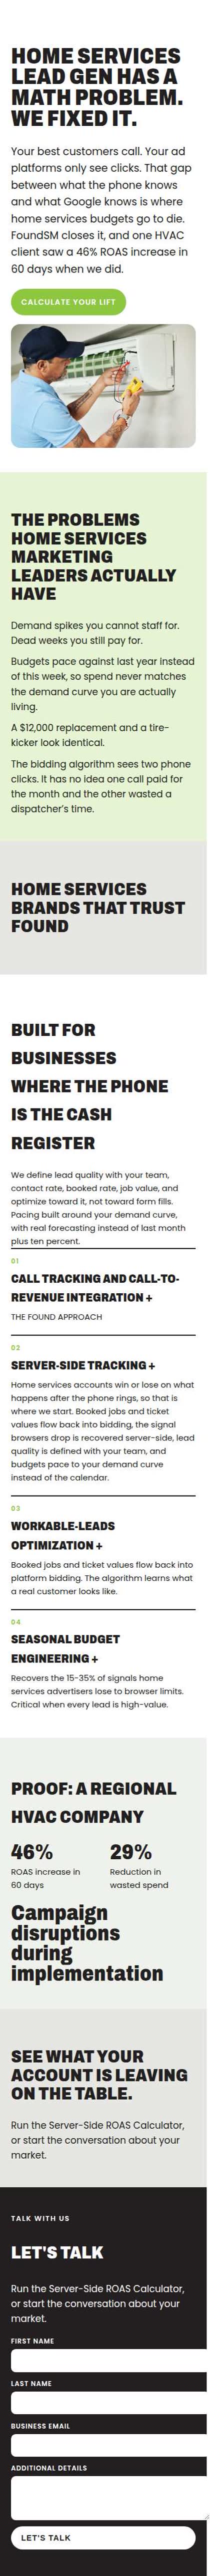 HOME SERVICES
LEAD GEN HAS A
MATH PROBLEM.
WE FIXED IT.
Your best customers call. Your ad
platforms only see clicks. That gap
between what the phone knows
and what Google knows is where
home services budgets go to die.
FoundSM closes it, and one HVAC
client saw a 46% ROAS increase in
60 days when we did.
CALCULATE YOUR LIFT
THE PROBLEMS
HOME SERVICES
MARKETING
LEADERS ACTUALLY
HAVE
Demand spikes you cannot staff for.
Dead weeks you still pay for.
Budgets pace against last year instead
of this week, so spend never matches
the demand curve you are actually
living.
A $12,000 replacement and a tire-
kicker look identical.
The bidding algorithm sees two phone
clicks. It has no idea one call paid for
the month and the other wasted a
dispatcher's time.
HOME SERVICES
BRANDS THAT TRUST
FOUND
BUILT FOR
BUSINESSES
WHERE THE PHONE
IS THE CASH
REGISTER
We define lead quality with your team,
contact rate, booked rate, job value, and
optimize toward it, not toward form fills.
Pacing built around your demand curve,
with real forecasting instead of last month
plus ten percent.
01
CALL TRACKING AND CALL-TO-
REVENUE INTEGRATION +
THE FOUND APPROACH
02
SERVER-SIDE TRACKING +
Home services accounts win or lose on what
happens after the phone rings, so that is
where we start. Booked jobs and ticket
values flow back into bidding, the signal
browsers drop is recovered server-side, lead
quality is defined with your team, and
budgets pace to your demand curve
instead of the calendar.
03
WORKABLE-LEADS
OPTIMIZATION +
Booked jobs and ticket values flow back into
platform bidding. The algorithm learns what
a real customer looks like.
04
SEASONAL BUDGET
ENGINEERING +
Recovers the 15-35% of signals home
services advertisers lose to browser limits.
Critical when every lead is high-value.
PROOF: A REGIONAL
HVAC COMPANY
46%
ROAS increase in
60 days
29%
Reduction in
wasted spend
Campaign
disruptions
during
implementation
SEE WHAT YOUR
ACCOUNT IS LEAVING
ON THE TABLE.
Run the Server-Side ROAS Calculator,
or start the conversation about your
market.
TALK WITH US
LET'S TALK
Run the Server-Side ROAS Calculator,
or start the conversation about your
market.
FIRST NAME
LAST NAME
BUSINESS EMAIL
ADDITIONAL DETAILS
LET'S TALK